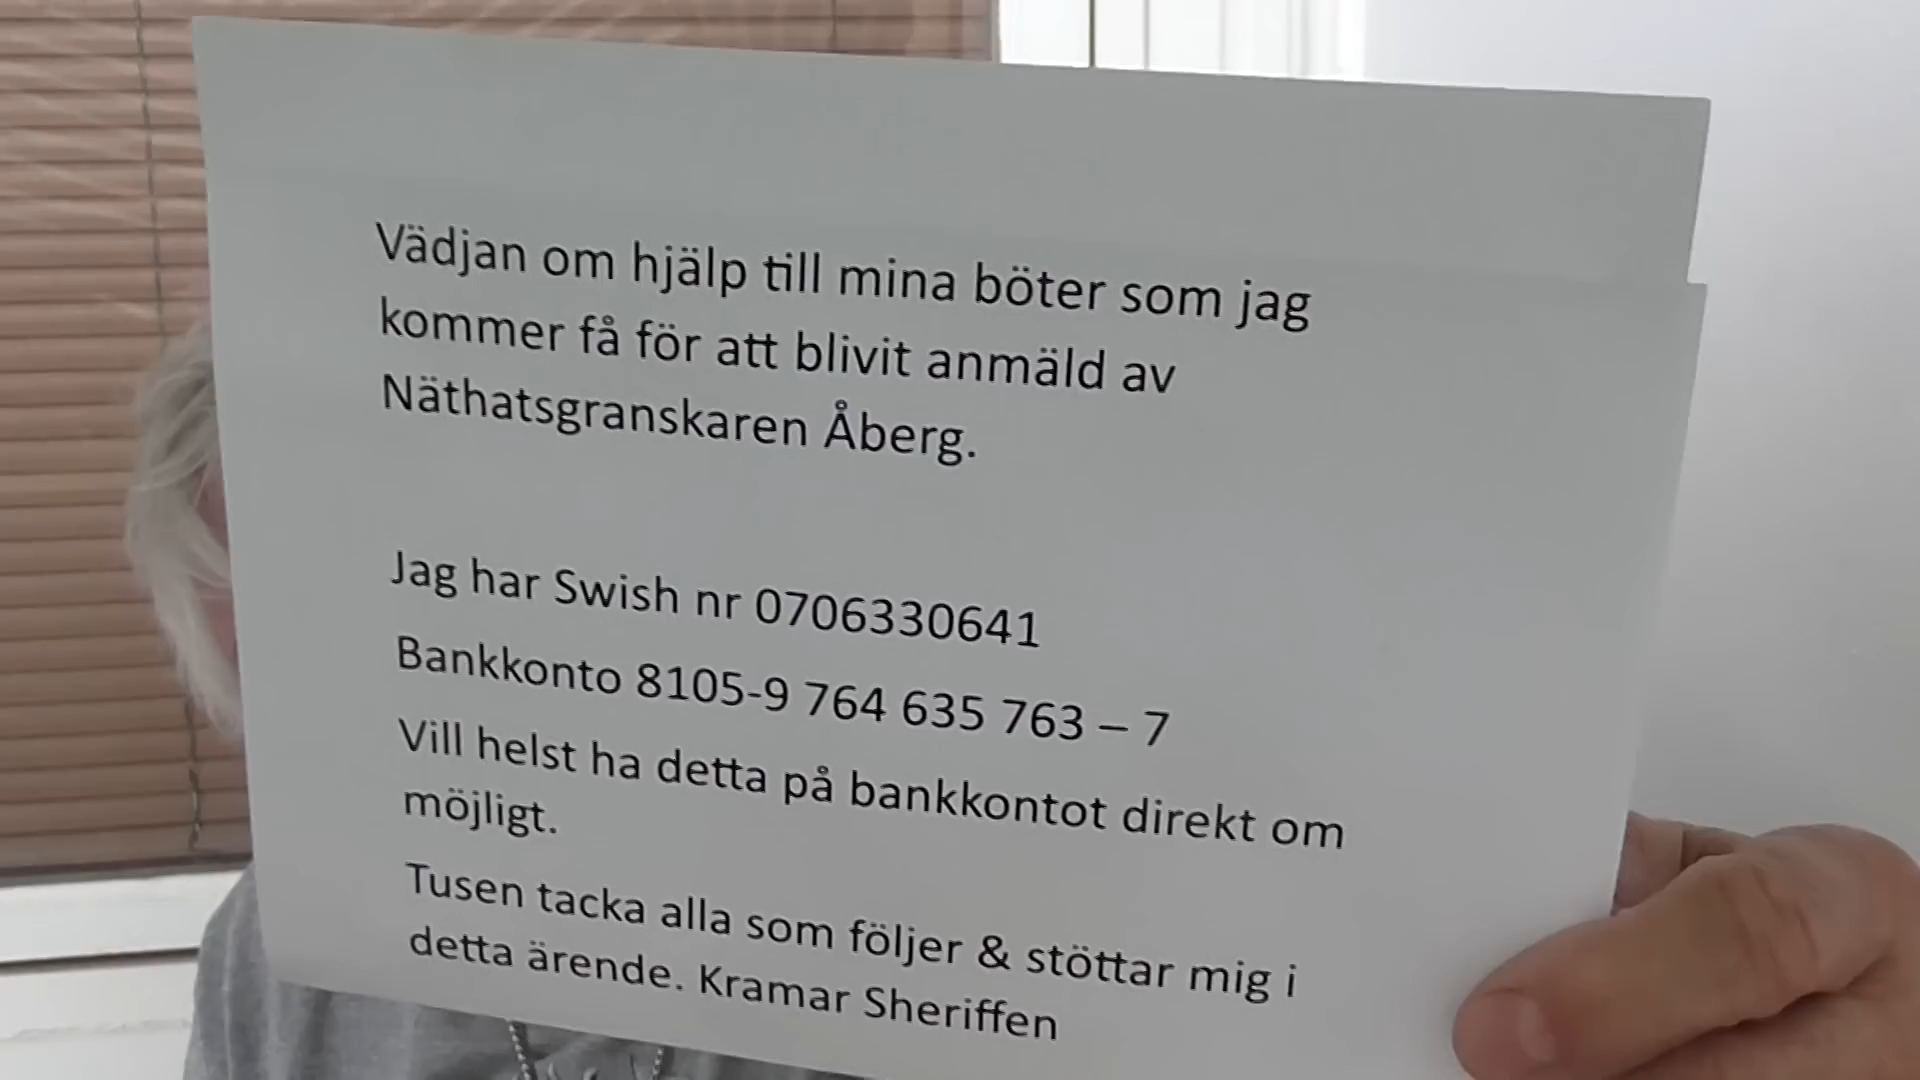 Vädjan om hjälp till mina böter som jag
kommer få för att blivit anmäld av
Näthatsgranskaren Åberg.
Jag har Swish nr 0706330641
Bankkonto 8105-9 764 635 763 – 7
Vill helst ha detta på bankkontot direkt om
möjligt.
Tusen tacka alla som följer & stöttar mig i
detta ärende. Kramar Sheriffen